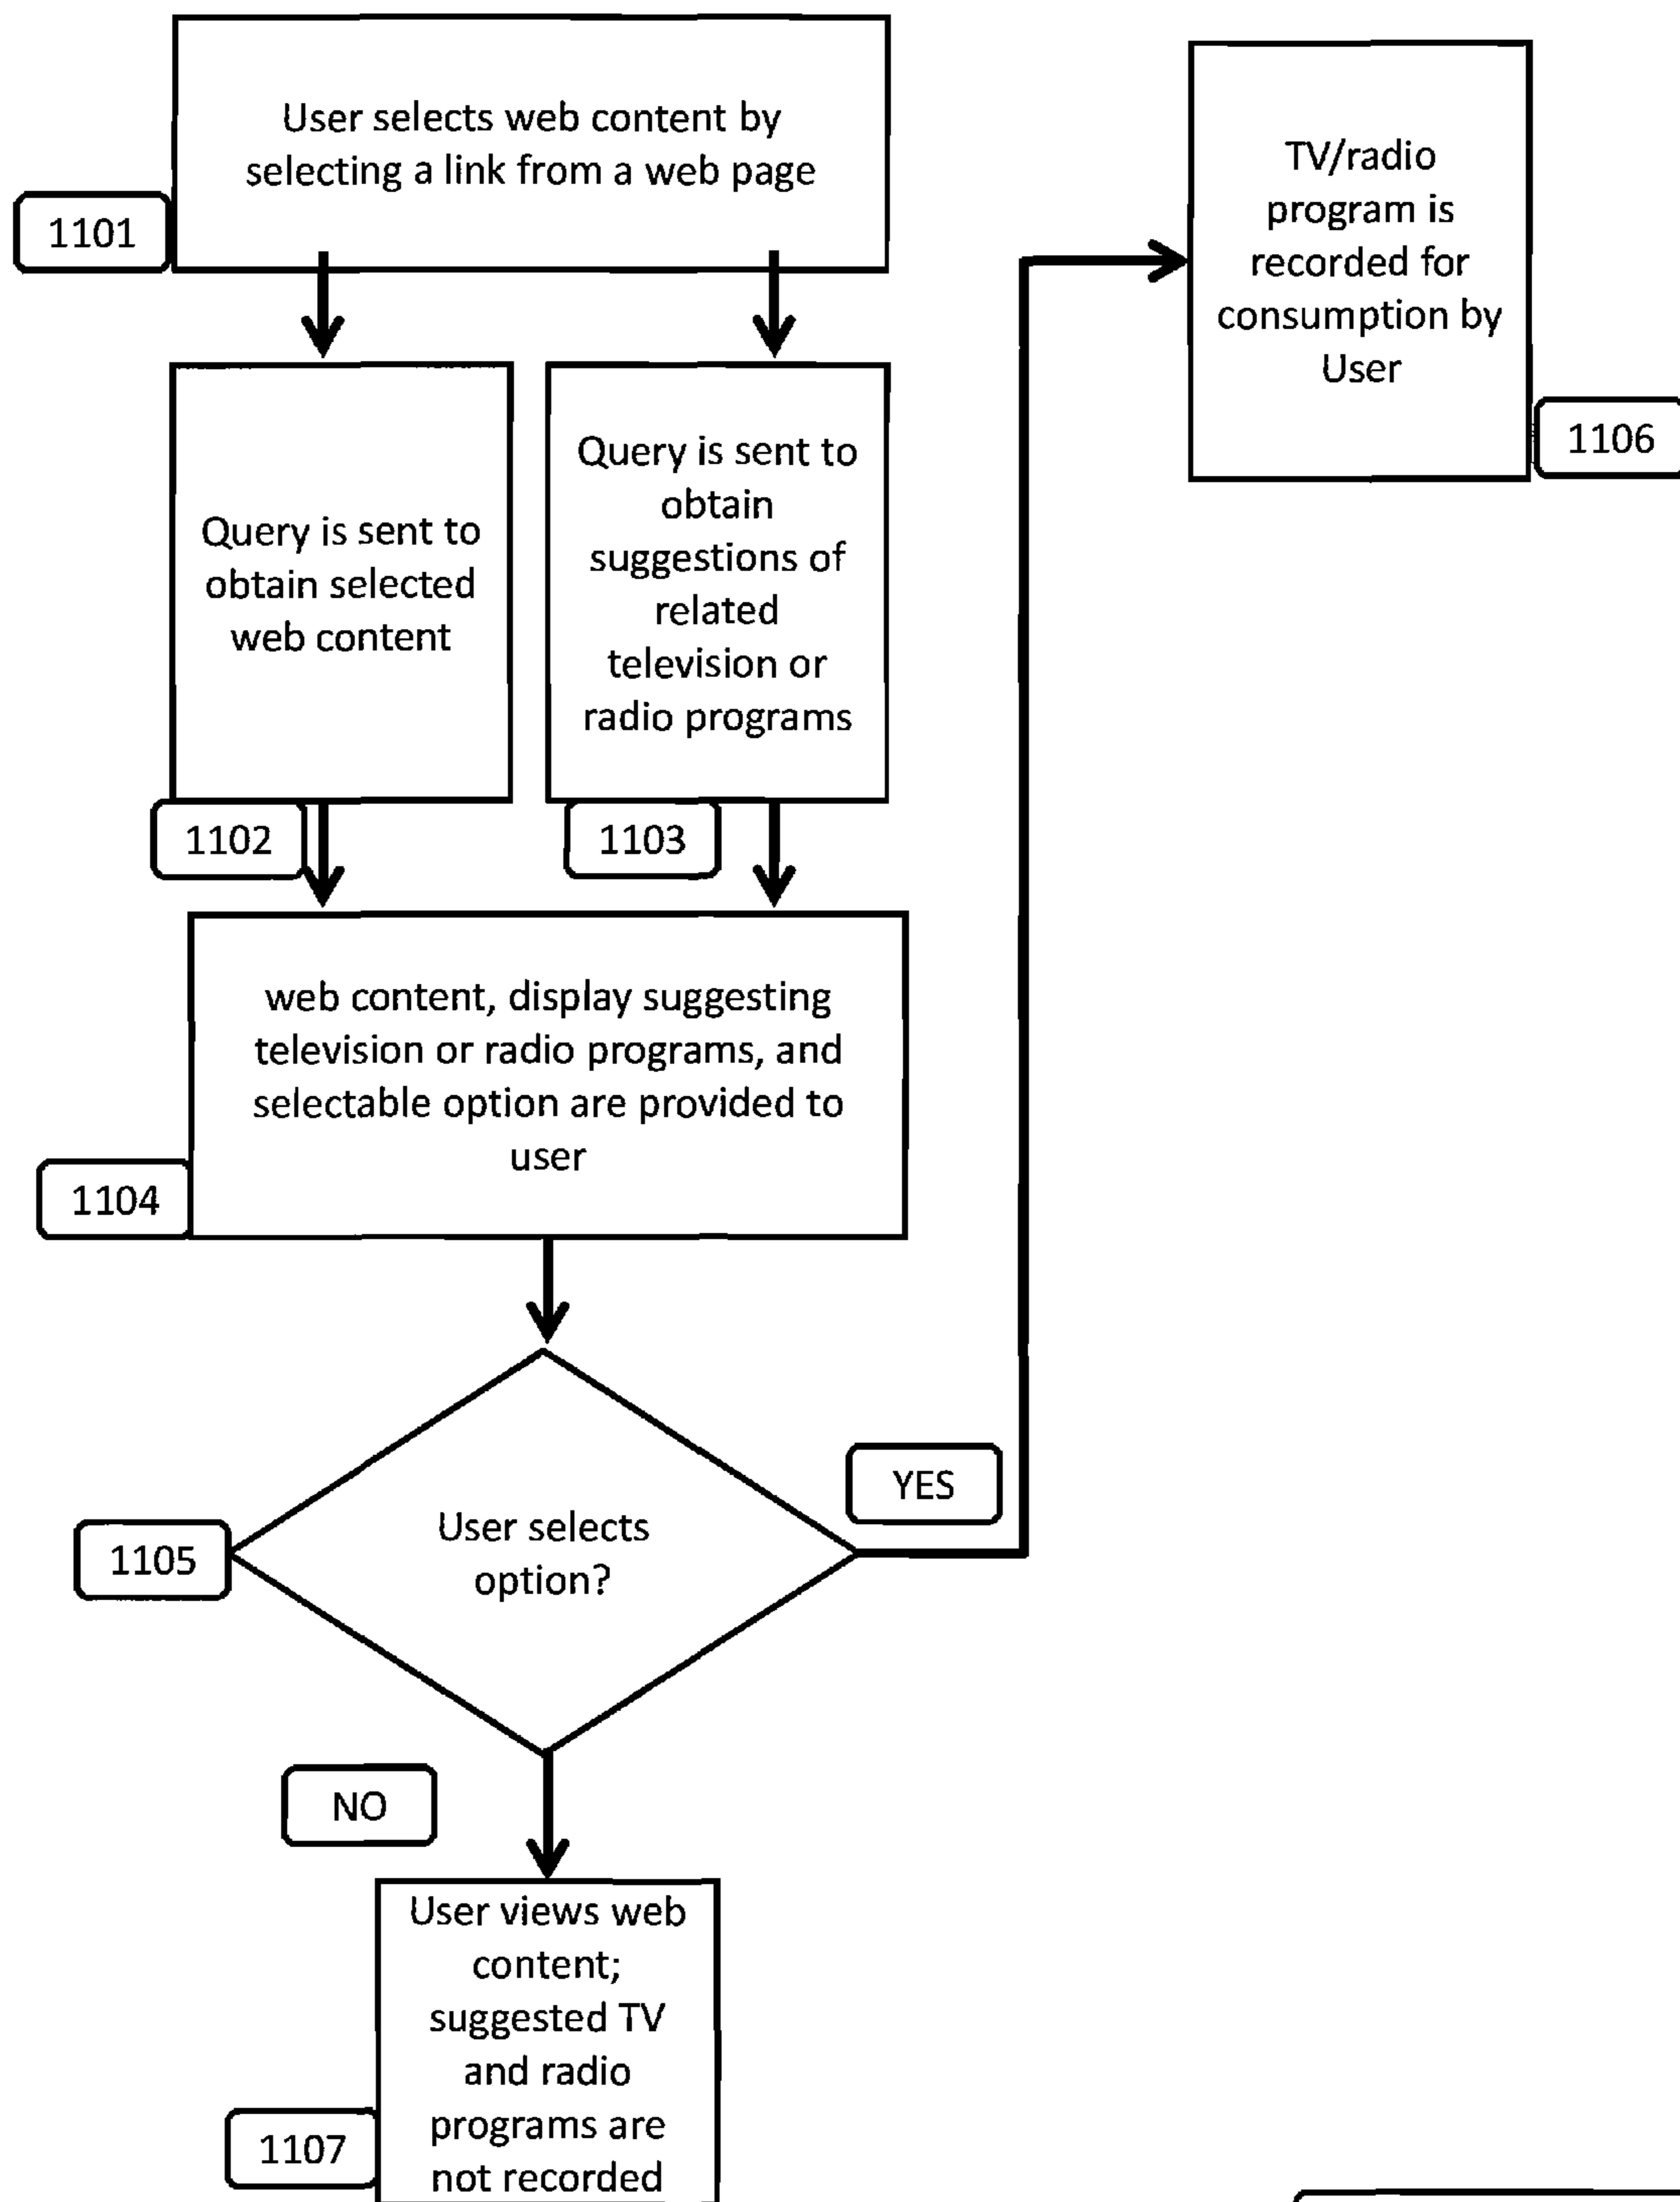 User selects web content by
selecting a link from a web page
1101
TV/radio
program is
recorded for
consumption by
User
1106
Query is sent to
obtain selected
web content
1102
Query is sent to
obtain
suggestions of
related
television or
radio programs
1103
web content, display suggesting
television or radio programs, and
selectable option are provided to
user
1104
User selects
option?
1105
YES
NO
User views web
content;
suggested TV
and radio
programs are
not recorded
1107